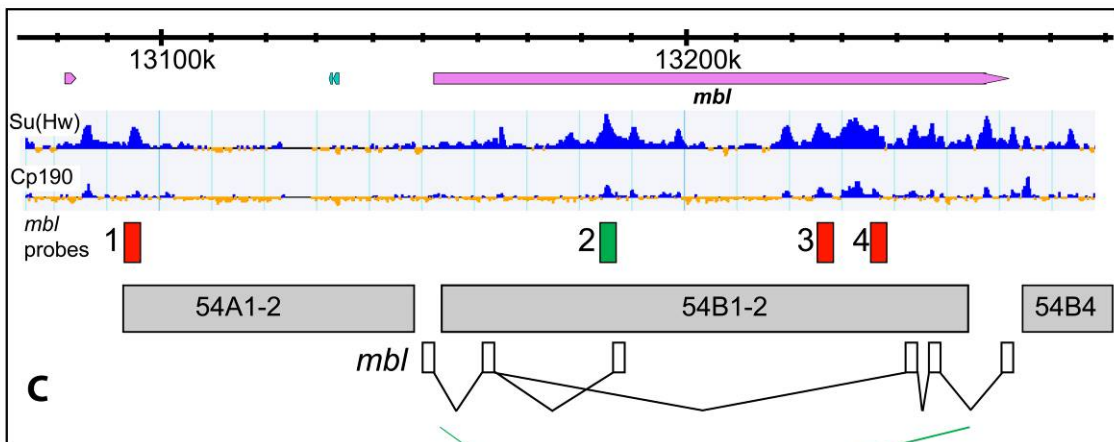 13100k 13200k
mbl
Su(Hw)
Cp190
mbl
probes 1 2 3 4
54A1-2 54B1-2 54B4
mbl
C